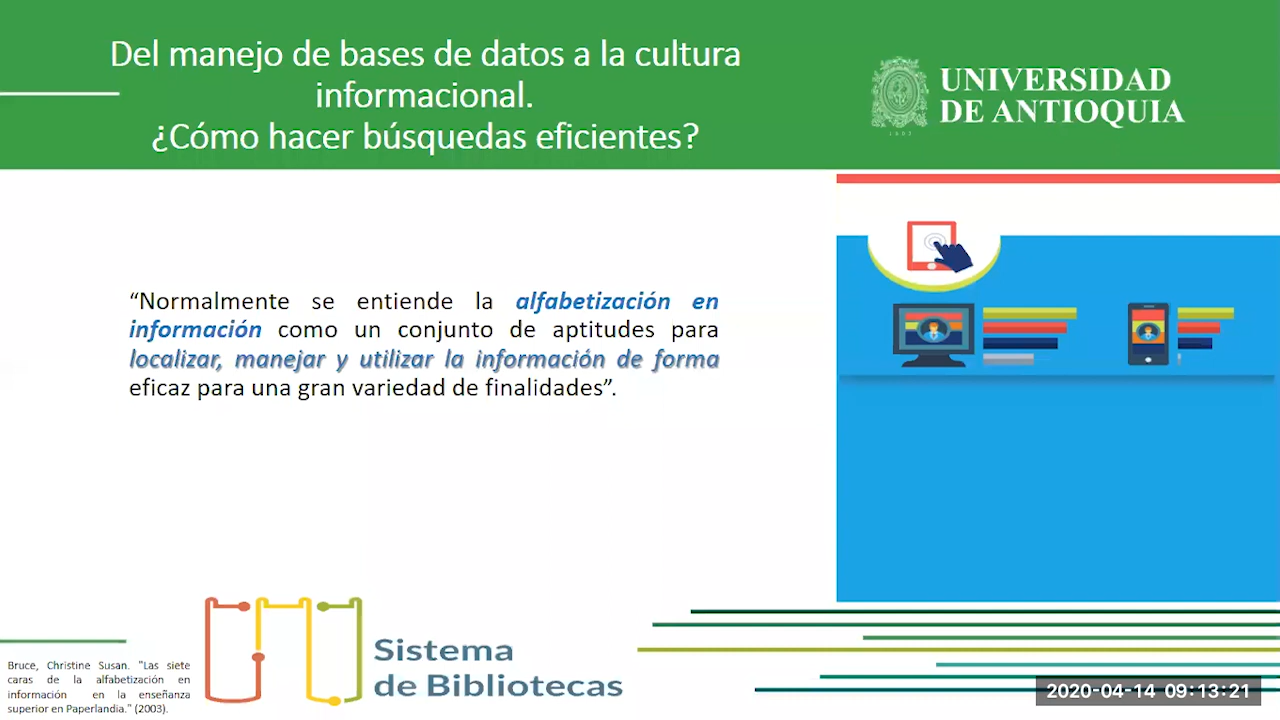 Del manejo de bases de datos a la cultura
informacional.
¿Cómo hacer búsquedas eficientes?
UNIVERSIDAD
DE ANTIOQUIA
1803
“Normalmente se entiende la alfabetización en
información como un conjunto de aptitudes para
localizar, manejar y utilizar la información de forma
eficaz para una gran variedad de finalidades”.
Sistema
de Bibliotecas
Bruce, Christine Susan. "Las siete
caras de la alfabetización en
información en la enseñanza
superior en Paperlandia." (2003).
2020-04-14 09:13:21